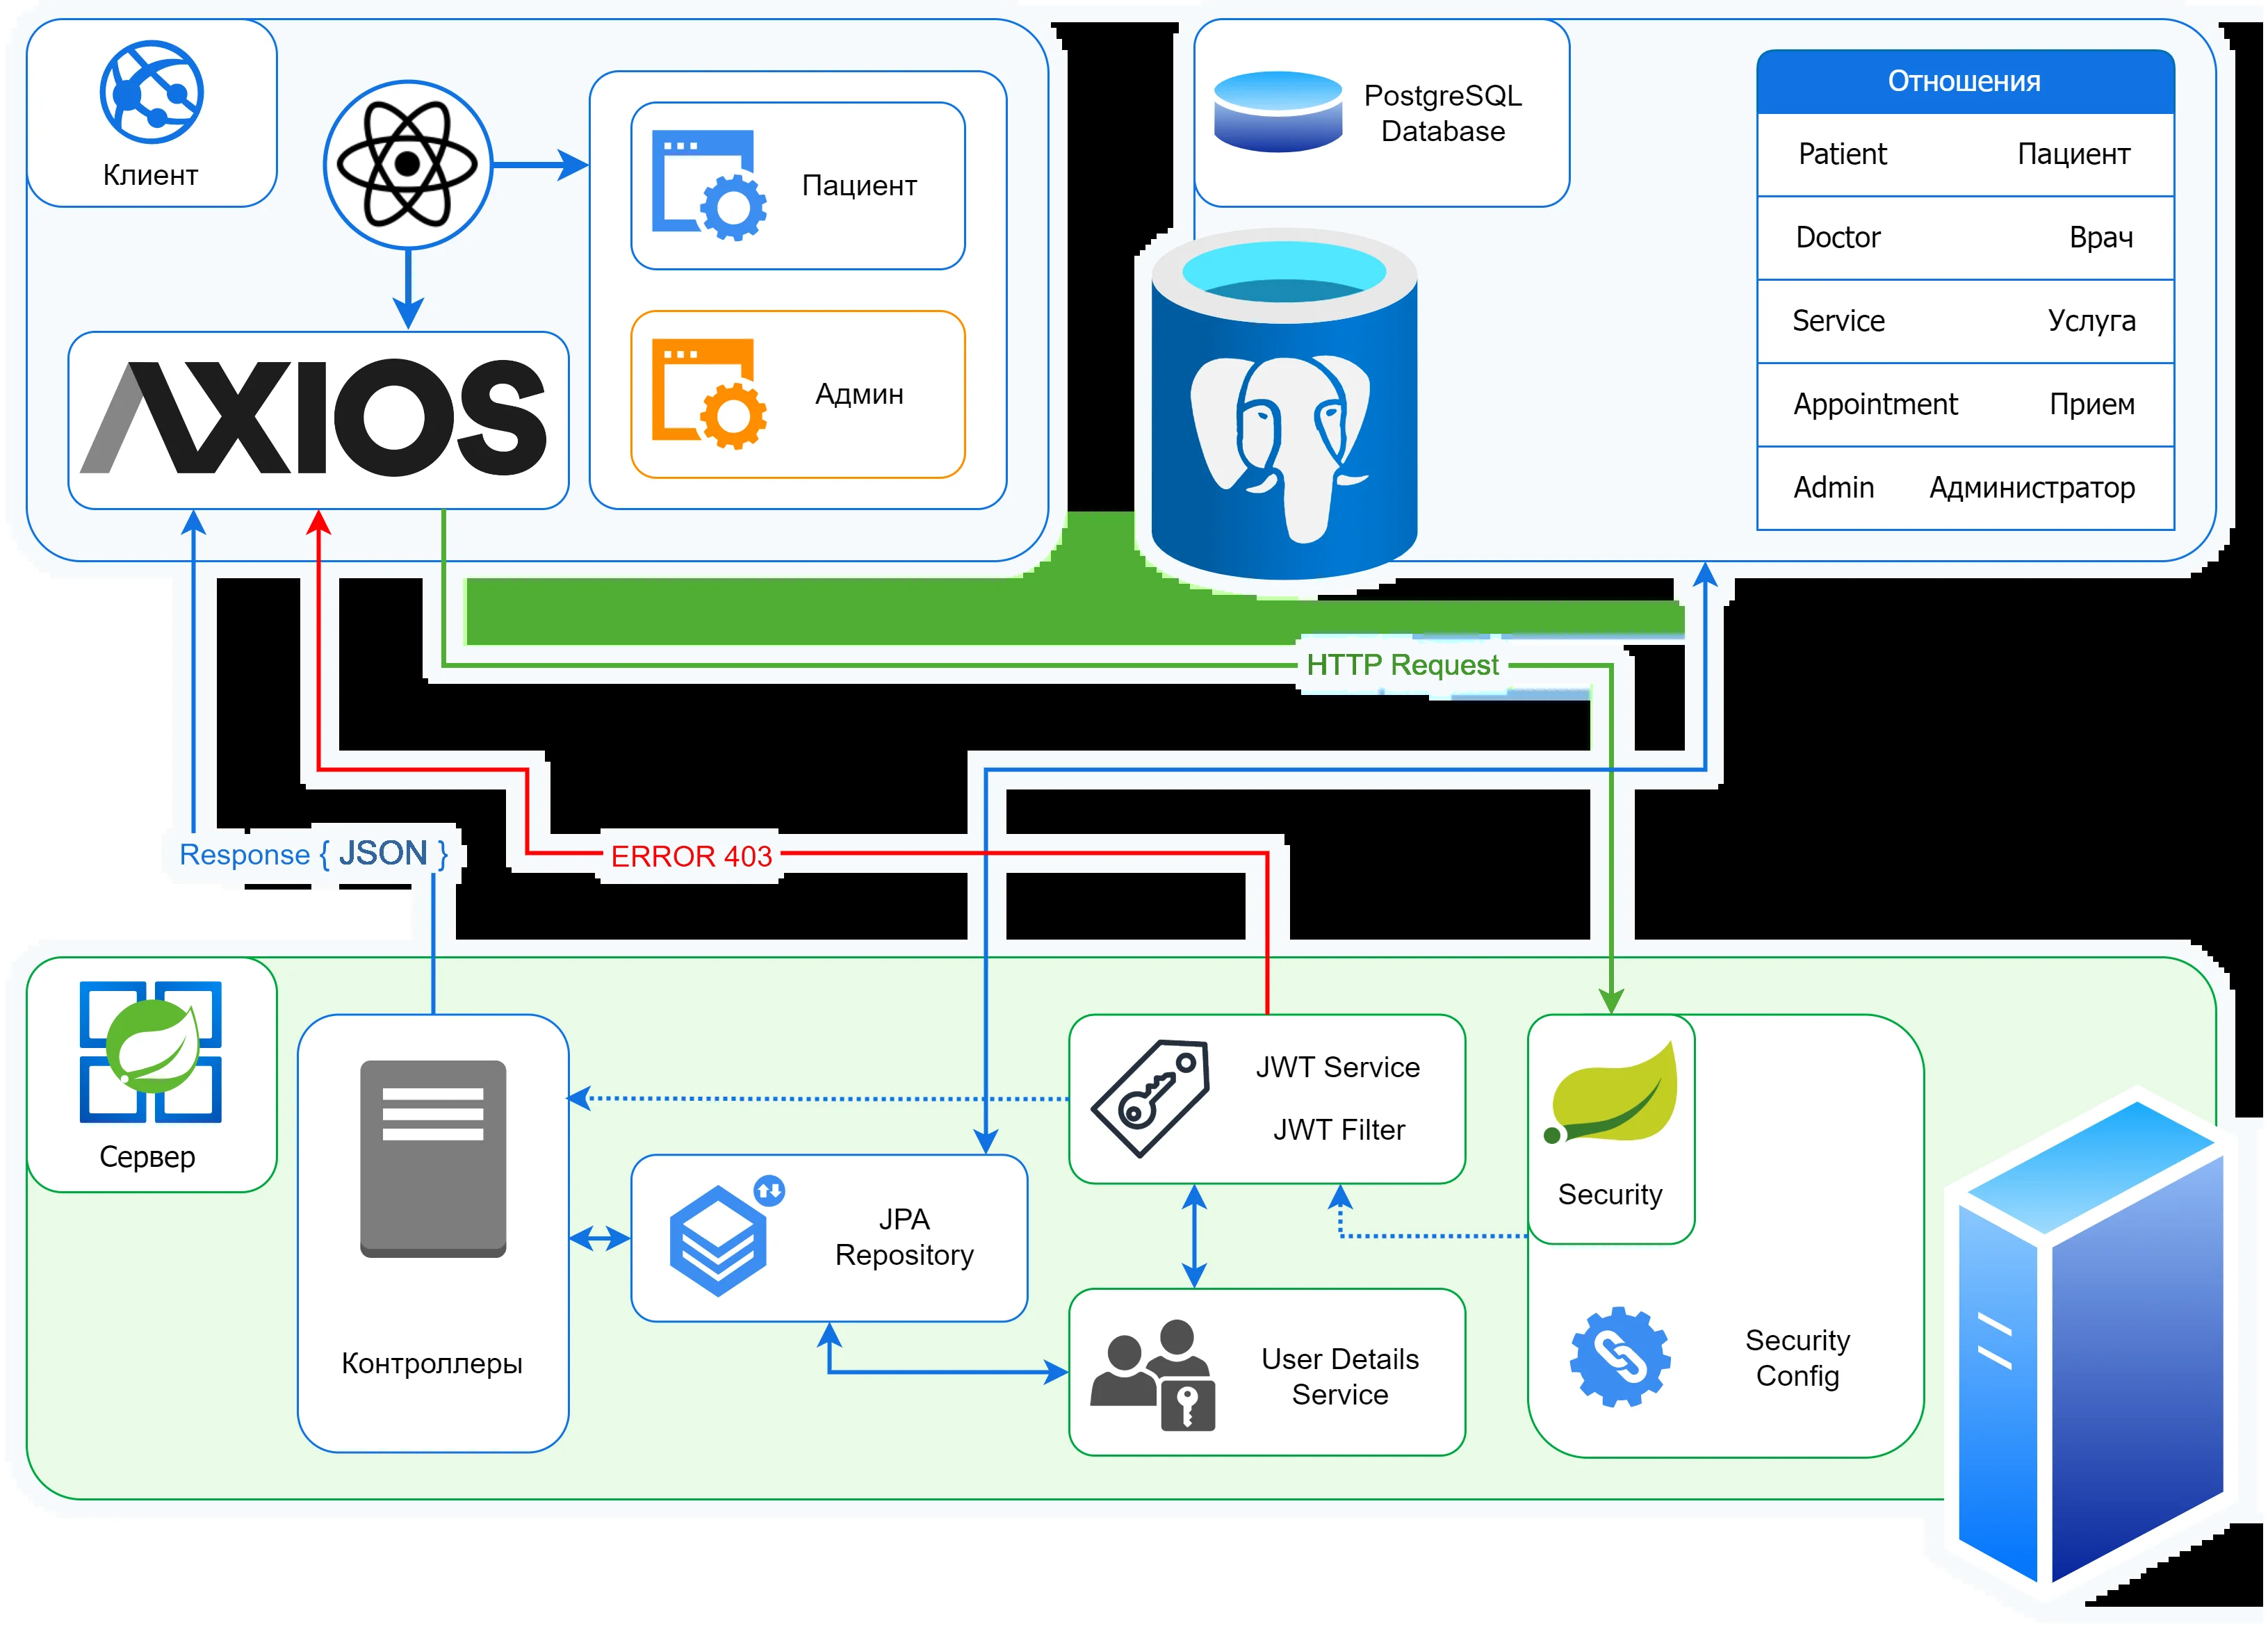 Клиент
Пациент
Админ
AXIOS
PostgreSQL
Database
Отношения
Patient Пациент
Doctor Врач
Service Услуга
Appointment Прием
Admin Администратор
HTTP Request
Response { JSON }
ERROR 403
Сервер
Контроллеры
JPA
Repository
JWT Service
JWT Filter
User Details
Service
Security
Security
Config